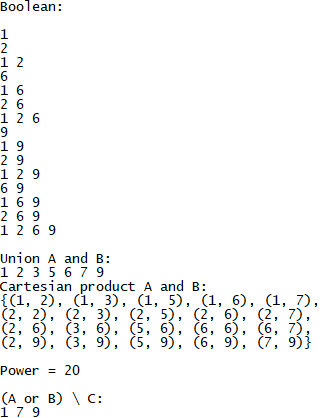 Boolean:
1
2
1 2
6
1 6
2 6
1 2 6
9
1 9
2 9
1 2 9
6 9
1 6 9
2 6 9
1 2 6 9
Union A and B:
1 2 3 5 6 7 9
Cartesian product A and B:
{(1, 2), (1, 3), (1, 5), (1, 6), (1, 7),
(2, 2), (2, 3), (2, 5), (2, 6), (2, 7),
(2, 6), (3, 6), (5, 6), (6, 6), (6, 7),
(2, 9), (3, 9), (5, 9), (6, 9), (7, 9)}
Power = 20
(A or B) \ C:
1 7 9